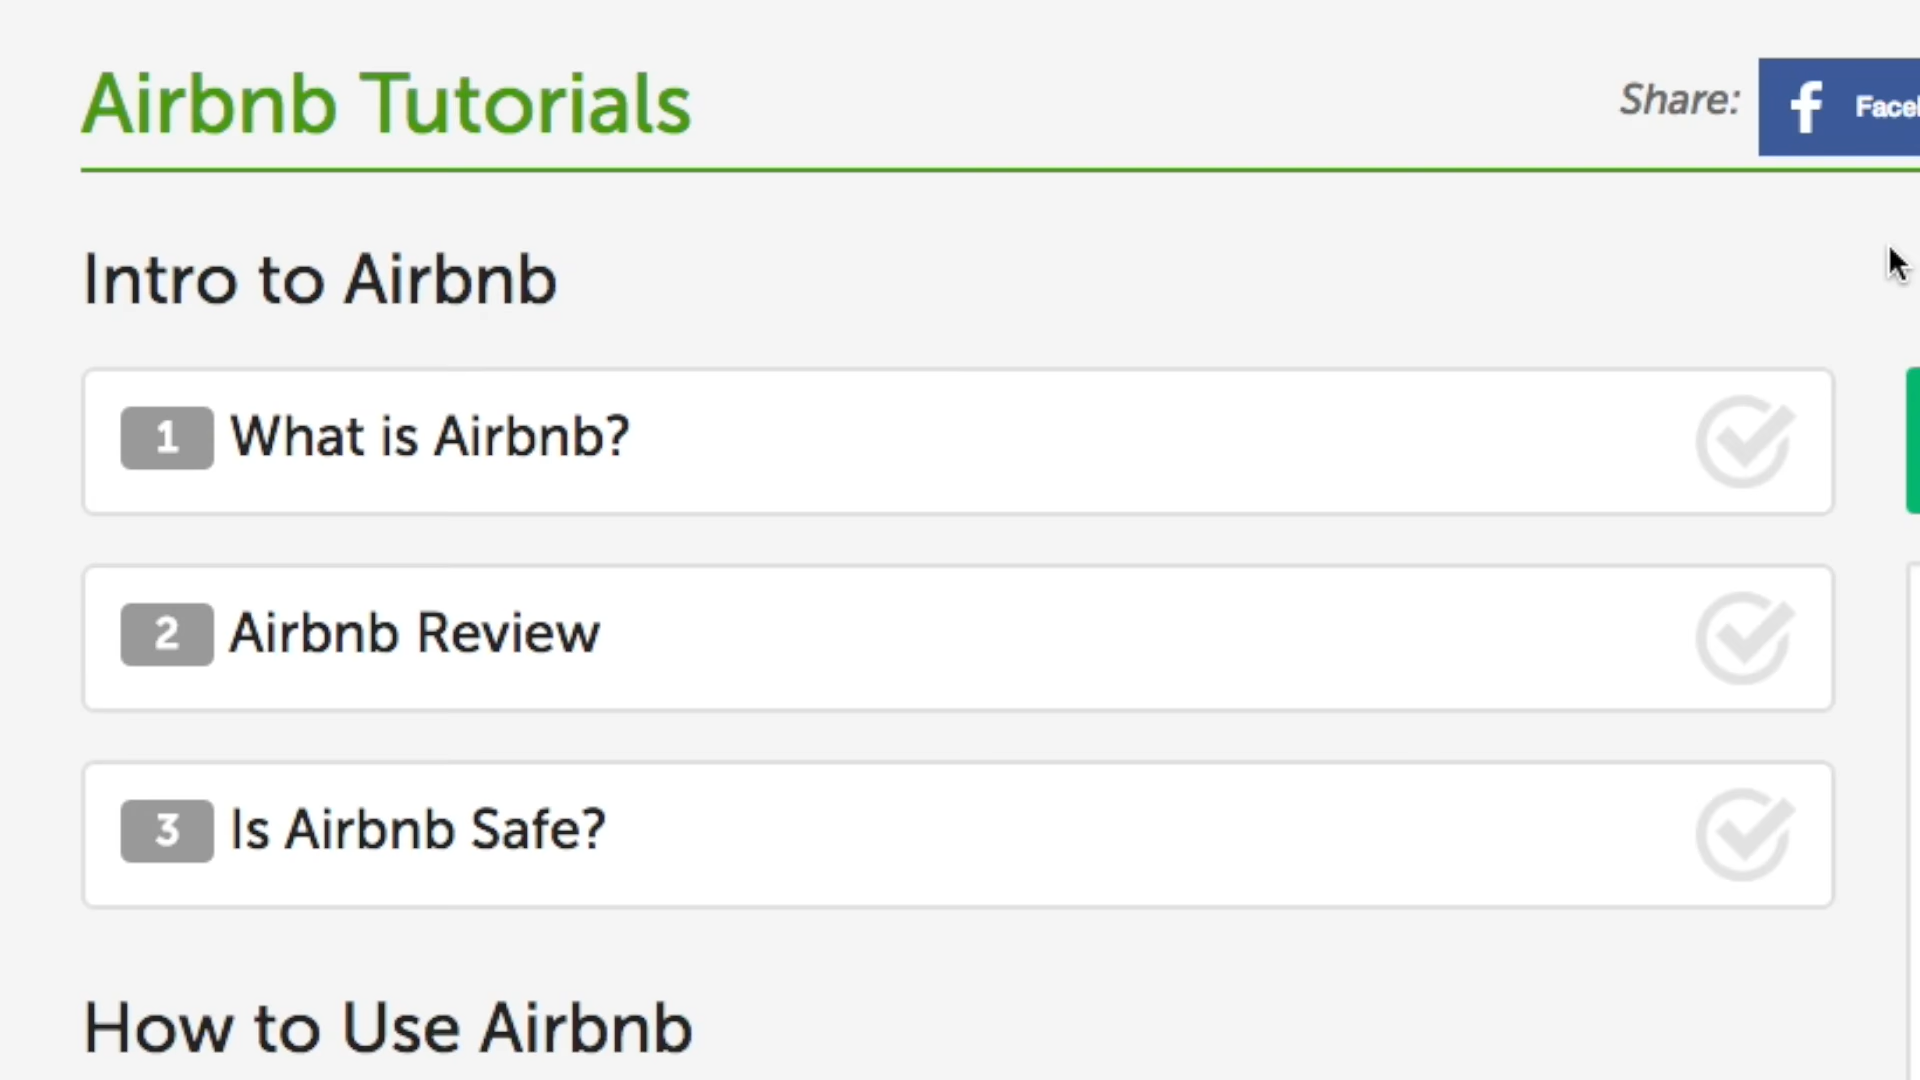 Airbnb Tutorials
Share:
Intro to Airbnb
1 What is Airbnb?
2 Airbnb Review
3 Is Airbnb Safe?
How to Use Airbnb